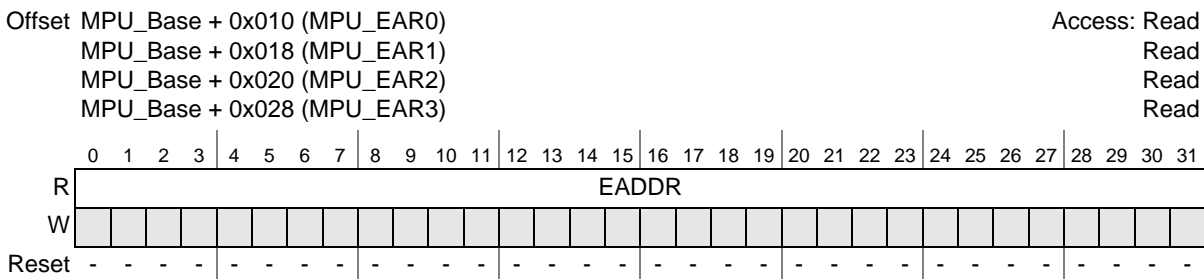 Offset MPU_Base + 0x010 (MPU_EAR0) Access: Read
MPU_Base + 0x018 (MPU_EAR1) Read
MPU_Base + 0x020 (MPU_EAR2) Read
MPU_Base + 0x028 (MPU_EAR3) Read
0 1 2 3 4 5 6 7 8 9 10 11 12 13 14 15 16 17 18 19 20 21 22 23 24 25 26 27 28 29 30 31
R EADDR
W
Reset - - - - - - - - - - - - - - - - - - - - - - - - - - - - - - - -